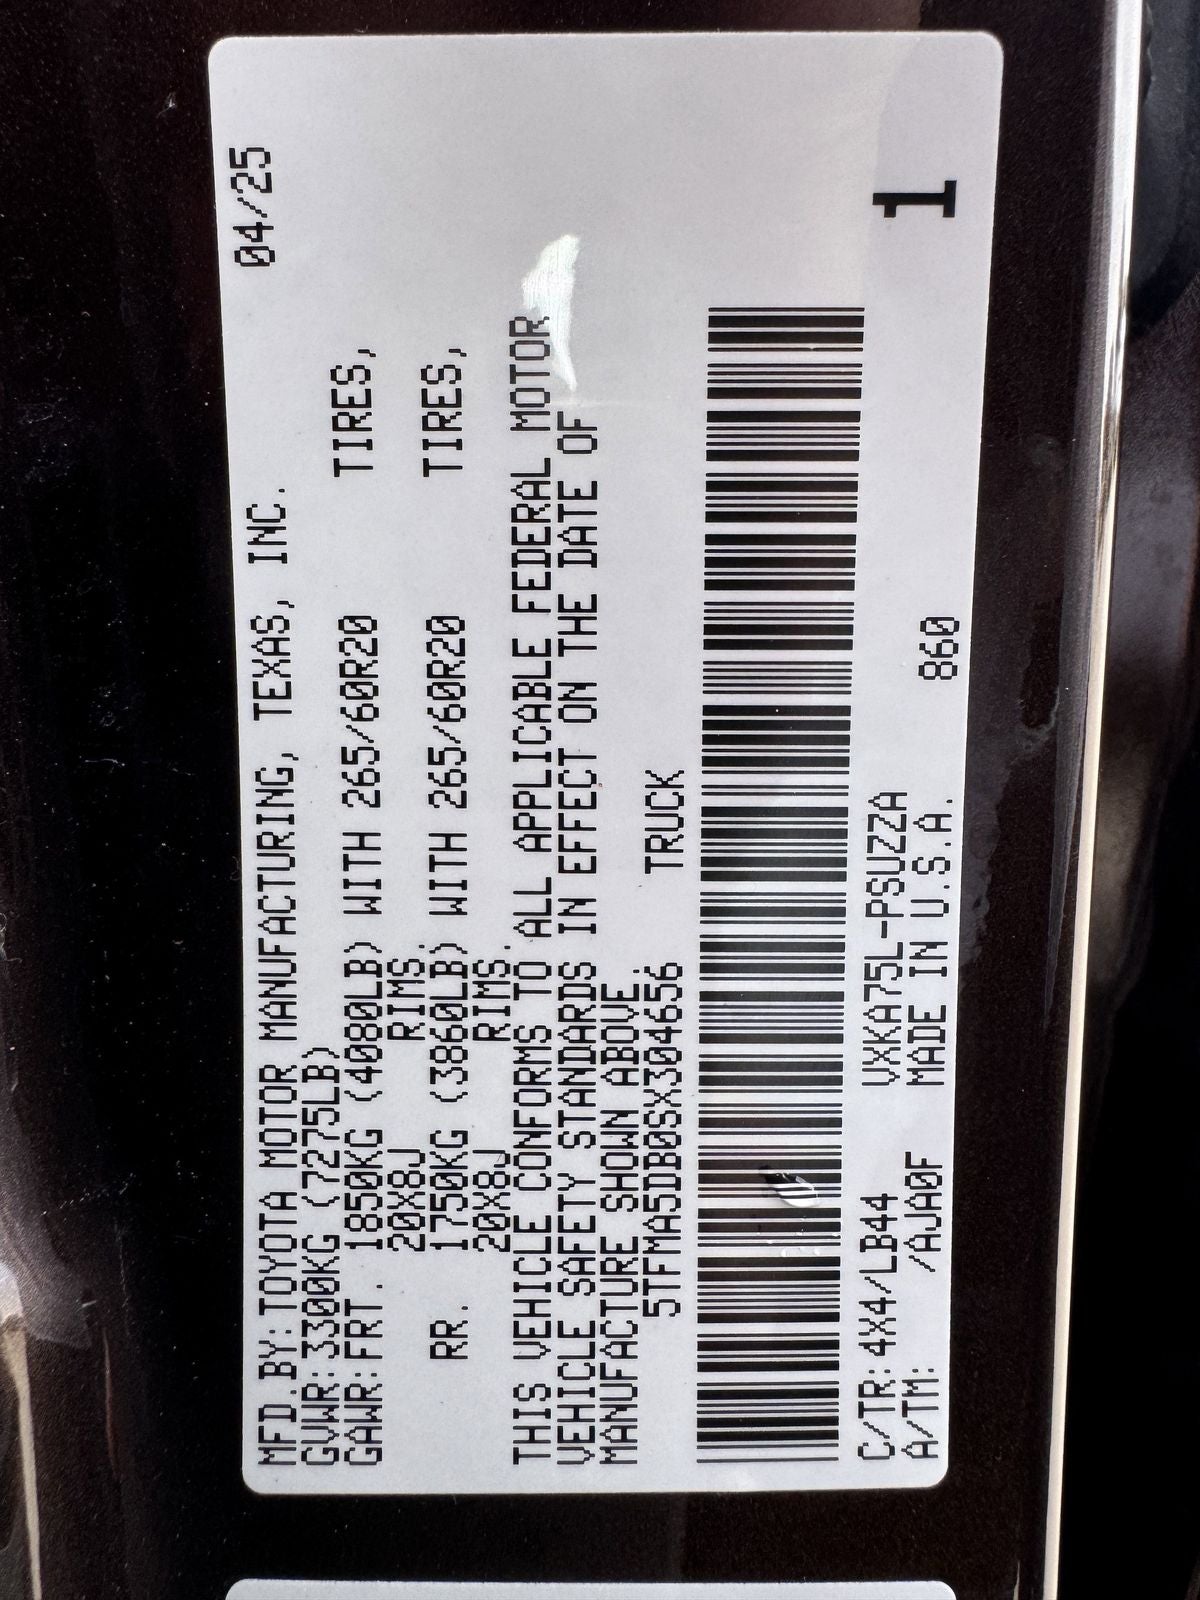 MFD.BY: TOYOTA MOTOR MANUFACTURING, TEXAS, INC. 04/25
GVWR: 3300KG (7275LB)
GAWR: FRT. 1850KG (4080LB) WITH 265/60R20 TIRES,
20X8J RIMS,
RR. 1750KG (3860LB) WITH 265/60R20 TIRES,
20X8J RIMS.
THIS VEHICLE CONFORMS TO ALL APPLICABLE FEDERAL MOTOR
VEHICLE SAFETY STANDARDS IN EFFECT ON THE DATE OF
MANUFACTURE SHOWN ABOVE.
5TFMA5DB0SX304656 TRUCK
C/TR: 4X4/LB44 VXKA75L-PSUZZA
A/TM: /AJA0F MADE IN U.S.A. 860
1